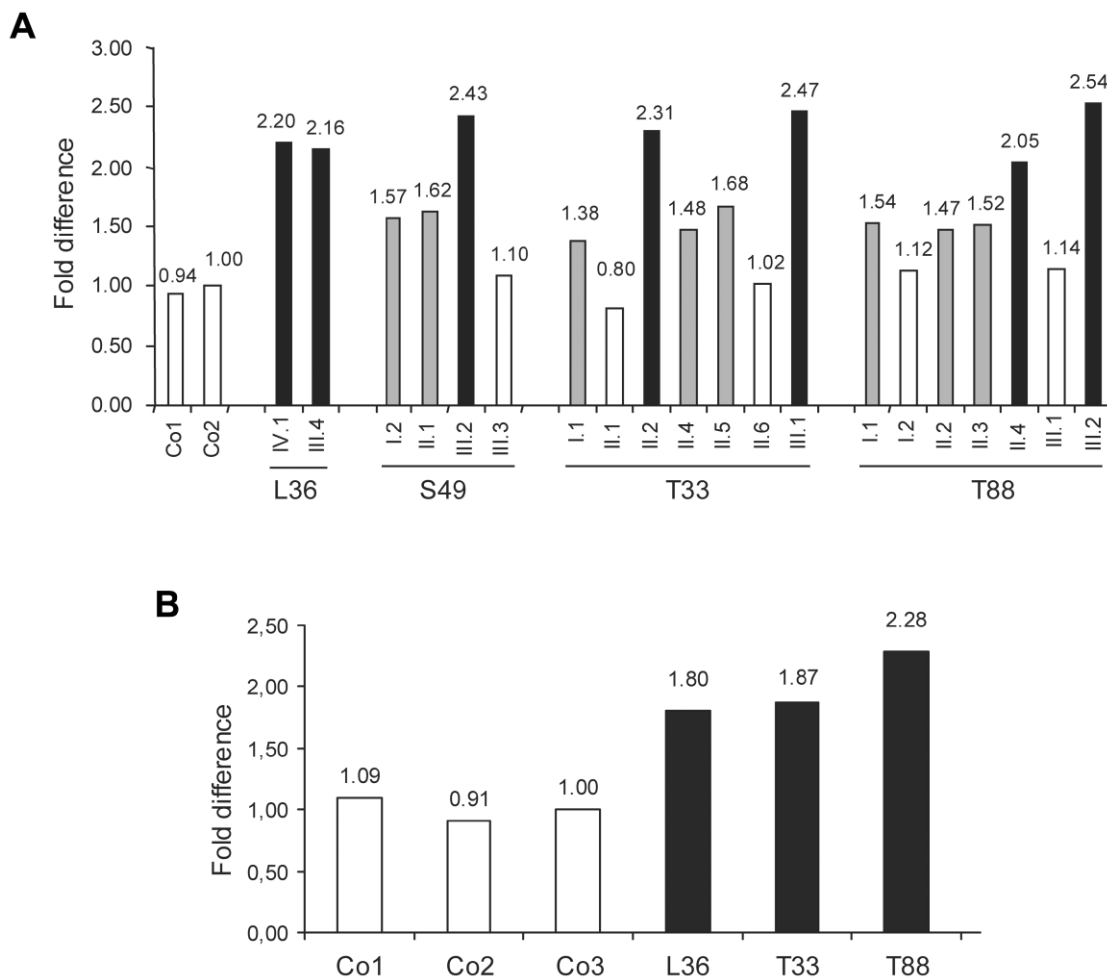 A
3.00
2.50
2.00
1.50
1.00
0.50
0.00
Fold difference
0.94
1.00
2.20
2.16
1.57
1.62
2.43
1.10
1.38
0.80
2.31
1.48
1.68
1.02
2.47
1.54
1.12
1.47
1.52
2.05
1.14
2.54
Co1
Co2
IV.1
III.4
I.2
II.1
III.2
III.3
I.1
II.1
II.2
II.4
II.5
II.6
III.1
I.1
I.2
II.2
II.3
II.4
III.1
III.2
L36
S49
T33
T88
B
2,50
2,00
1,50
1,00
0,50
0,00
Fold difference
1.09
0.91
1.00
1.80
1.87
2.28
Co1
Co2
Co3
L36
T33
T88